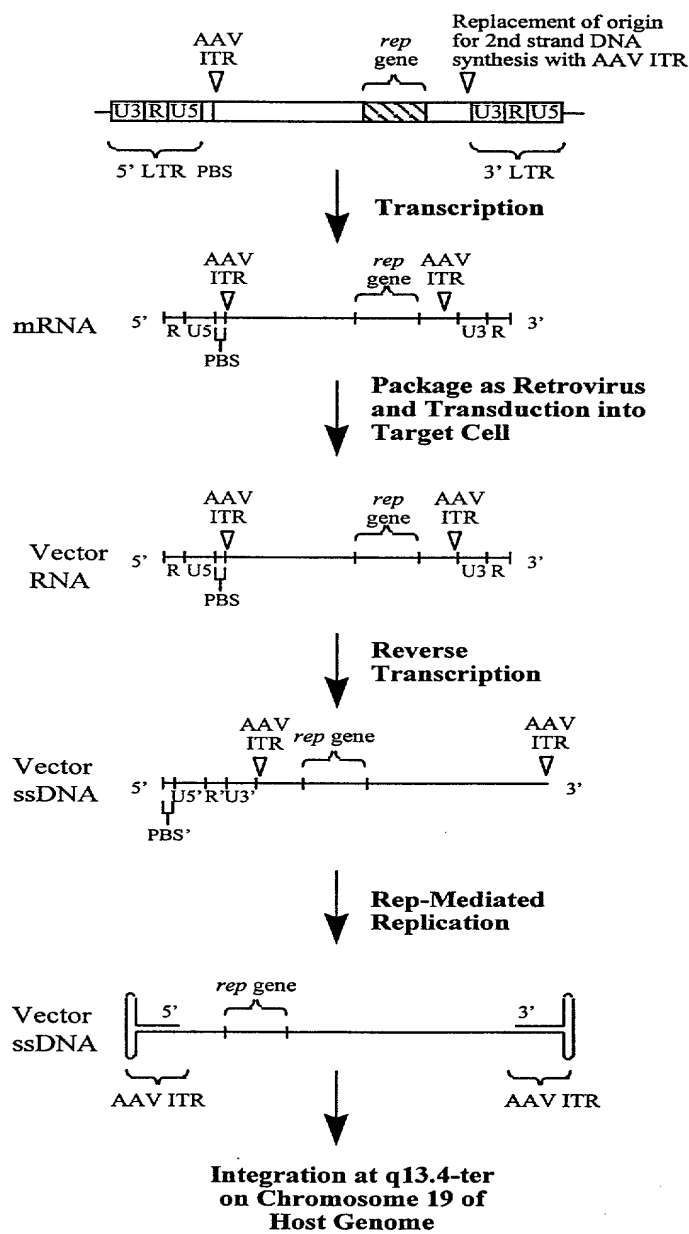 AAV
ITR
rep
gene
Replacement of origin
for 2nd strand DNA
synthesis with AAV ITR
U3 R U5
U3 R U5
5' LTR PBS
3' LTR
Transcription
AAV
ITR
rep
gene
AAV
ITR
mRNA
5'
3'
R U5
U3 R
PBS
Package as Retrovirus
and Transduction into
Target Cell
AAV
ITR
rep
gene
AAV
ITR
Vector
RNA
5'
3'
R U5
U3 R
PBS
Reverse
Transcription
AAV
ITR
rep gene
AAV
ITR
Vector
ssDNA
5'
3'
U5' R' U3'
PBS'
Rep-Mediated
Replication
Vector
ssDNA
5'
rep gene
3'
AAV ITR
AAV ITR
Integration at q13.4-ter
on Chromosome 19 of
Host Genome